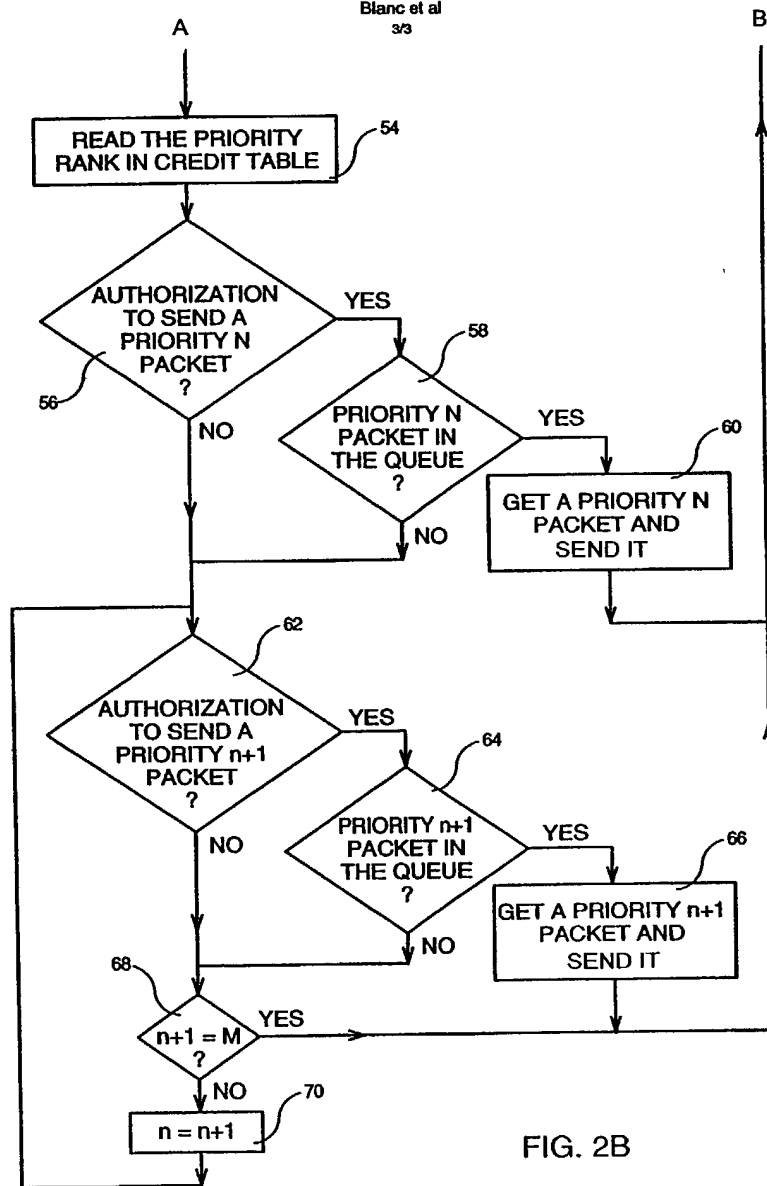 Blanc et al
3/3
A
B
READ THE PRIORITY
RANK IN CREDIT TABLE
54
AUTHORIZATION
TO SEND A
PRIORITY N
PACKET
?
56
YES
NO
58
PRIORITY N
PACKET IN
THE QUEUE
?
YES
NO
60
GET A PRIORITY N
PACKET AND
SEND IT
62
AUTHORIZATION
TO SEND A
PRIORITY n+1
PACKET
?
YES
NO
64
PRIORITY n+1
PACKET IN
THE QUEUE
?
YES
NO
66
GET A PRIORITY n+1
PACKET AND
SEND IT
68
n+1 = M
?
YES
NO
70
n = n+1
FIG. 2B